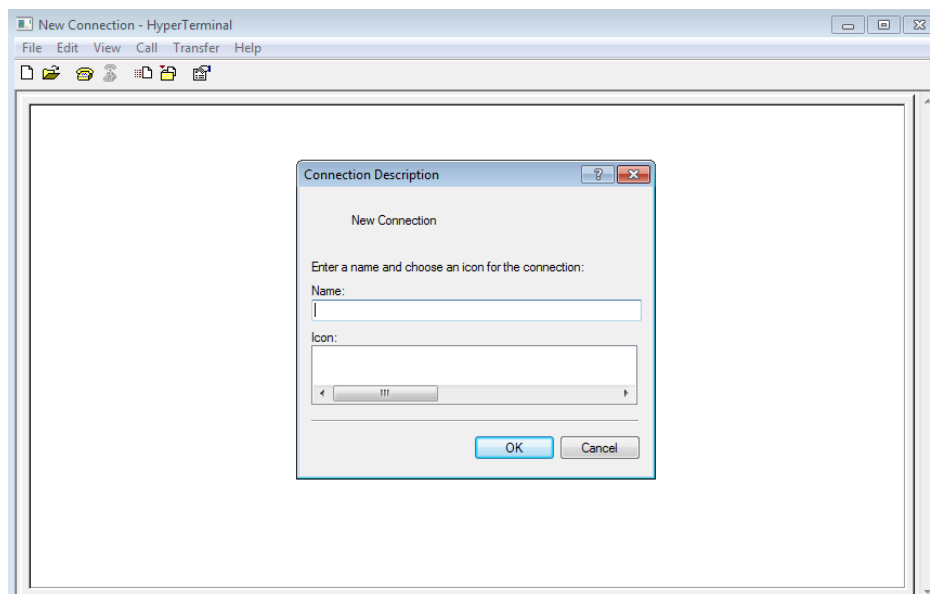 New Connection - HyperTerminal
File Edit View Call Transfer Help
Connection Description
New Connection
Enter a name and choose an icon for the connection:
Name:
Icon:
OK Cancel